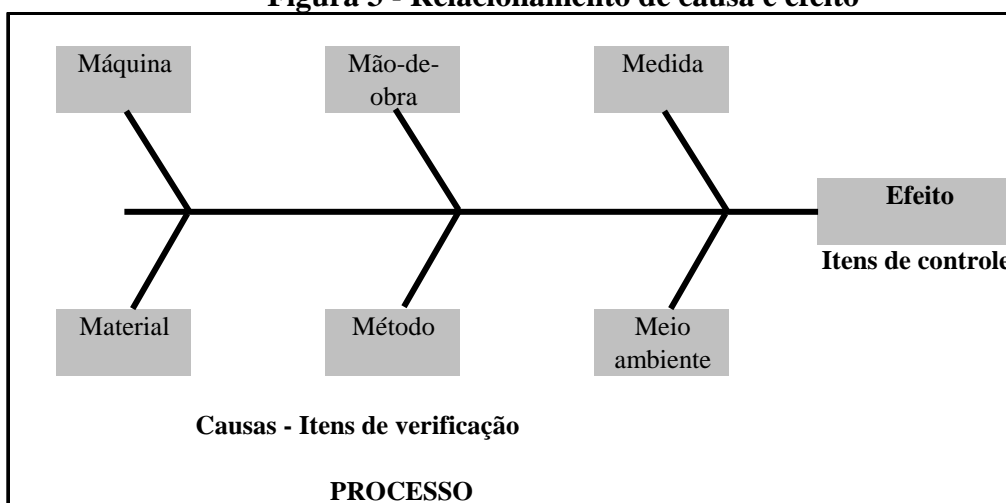 Figura 3 - Relacionamento de causa e efeito
Máquina
Mão-de-
obra
Medida
Efeito
Itens de controle
Material
Método
Meio
ambiente
Causas - Itens de verificação
PROCESSO